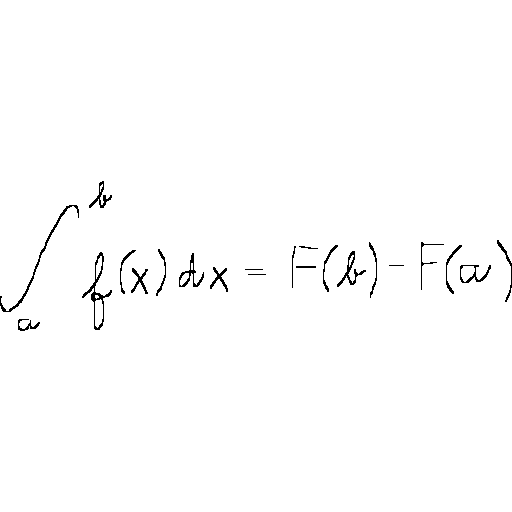 ∫_a^b f(x) dx = F(b) - F(a)